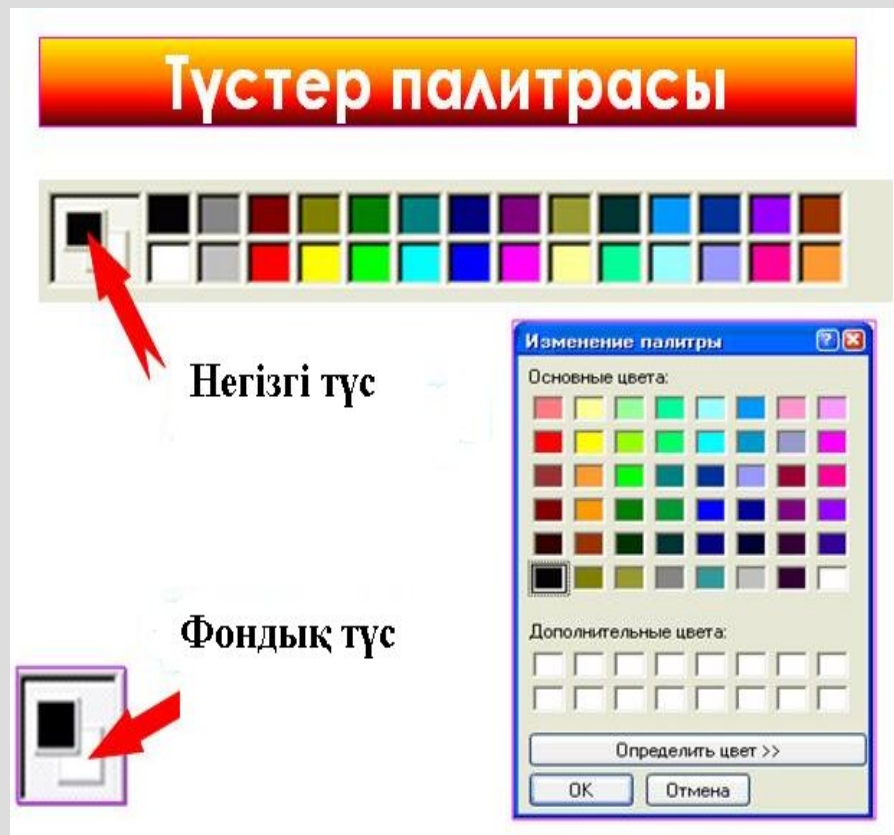 Түстер палитрасы
Негізгі түс
Изменение палитры
Основные цвета:
Фондық түс
Дополнительные цвета:
Определить цвет >>
OK
Отмена